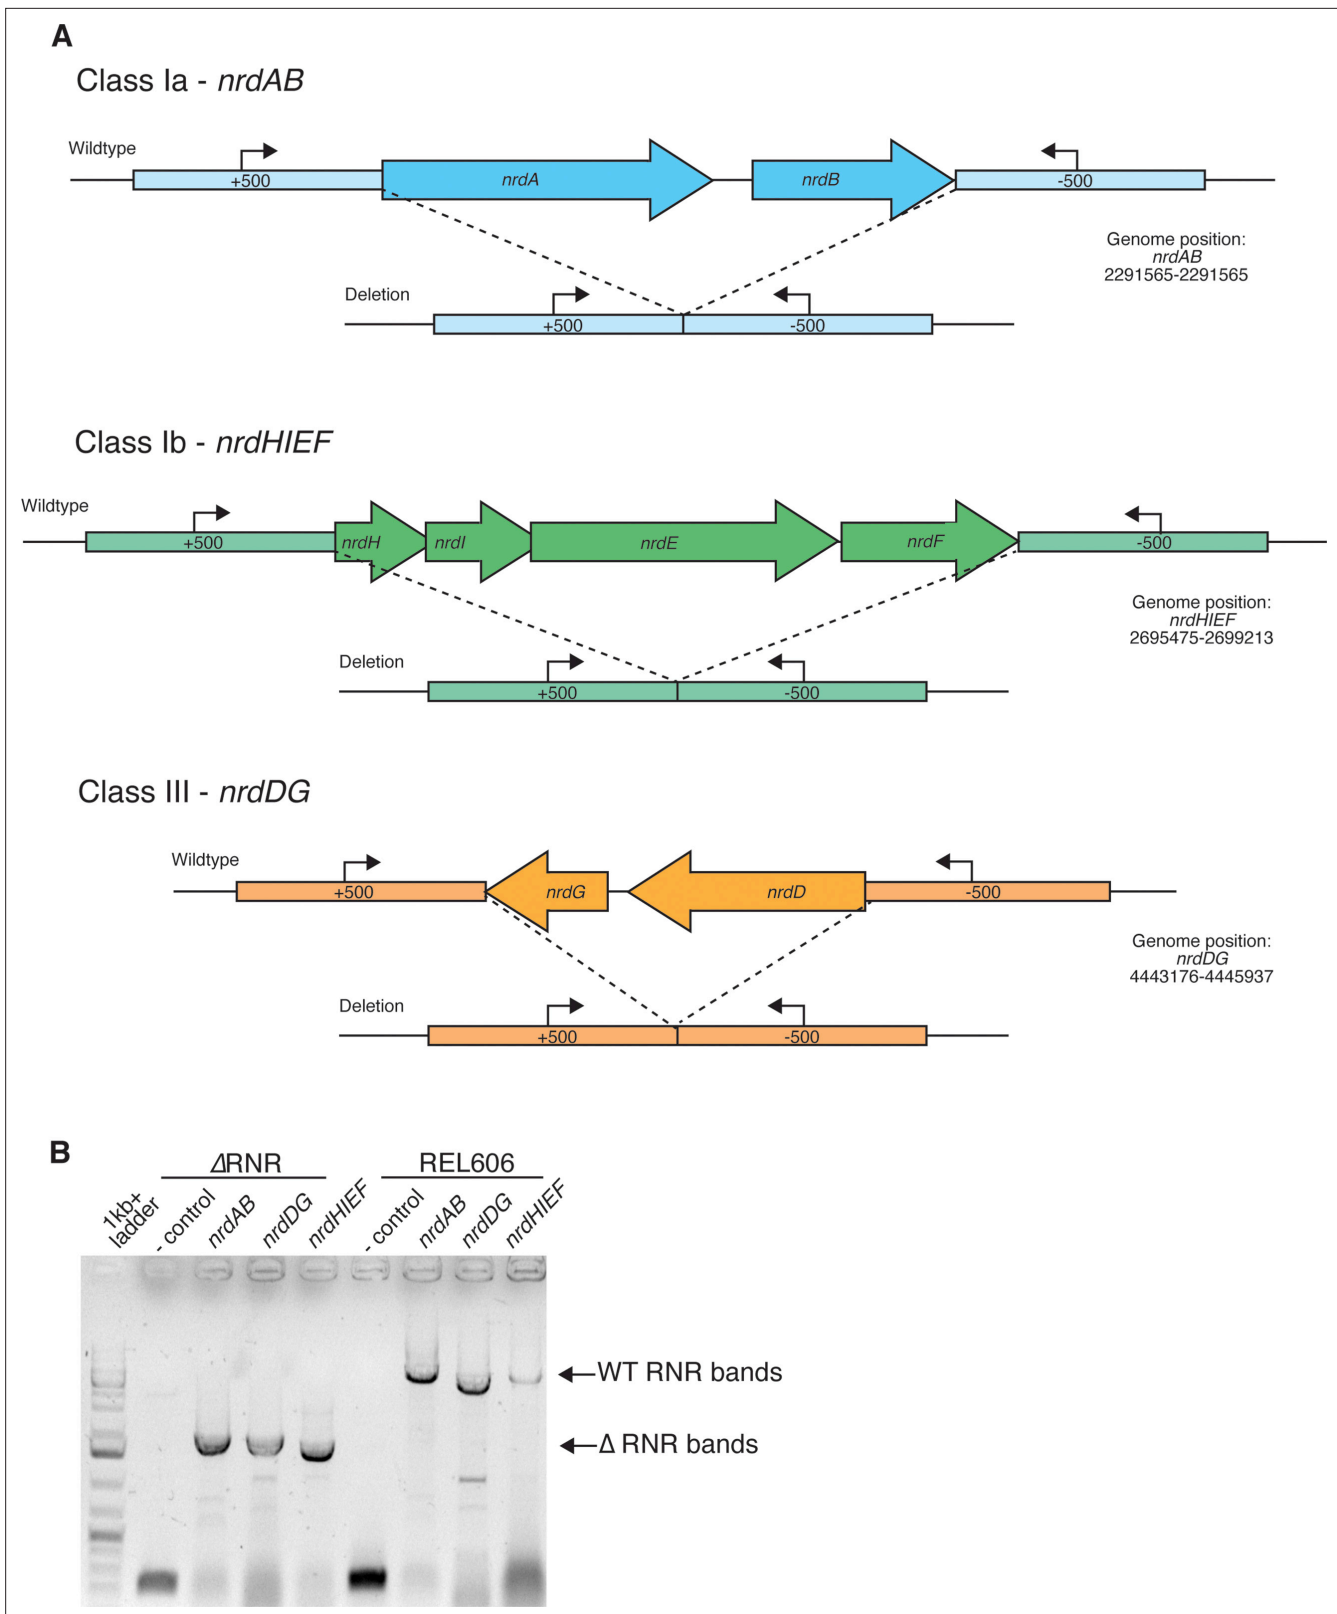 A
Class Ia - nrdAB
Wildtype
+500
nrdA
nrdB
-500
Genome position:
nrdAB
2291565-2291565
Deletion
+500
-500
Class Ib - nrdHIEF
Wildtype
+500
nrdH
nrdI
nrdE
nrdF
-500
Genome position:
nrdHIEF
2695475-2699213
Deletion
+500
-500
Class III - nrdDG
Wildtype
+500
nrdG
nrdD
-500
Genome position:
nrdDG
4443176-4445937
Deletion
+500
-500
B
ΔRNR
REL606
1kb+
ladder
- control
nrdAB
nrdDG
nrdHIEF
- control
nrdAB
nrdDG
nrdHIEF
WT RNR bands
Δ RNR bands